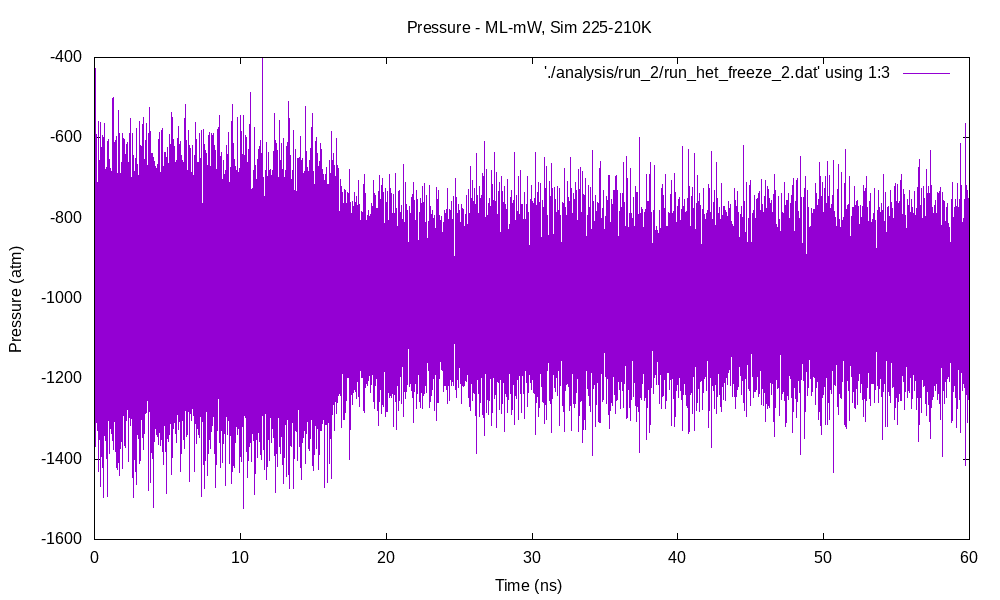 Pressure - ML-mW, Sim 225-210K
'./analysis/run_2/run_het_freeze_2.dat' using 1:3
-400
-600
-800
-1000
-1200
-1400
-1600
Pressure (atm)
0 10 20 30 40 50 60
Time (ns)